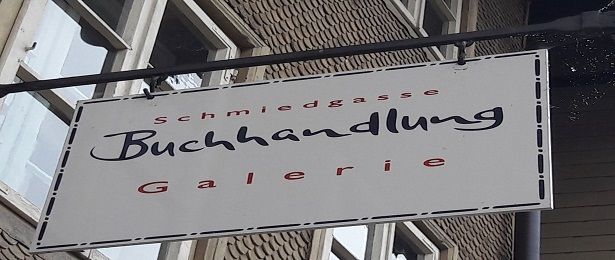 Schmiedgasse
Buchhandlung
Galerie